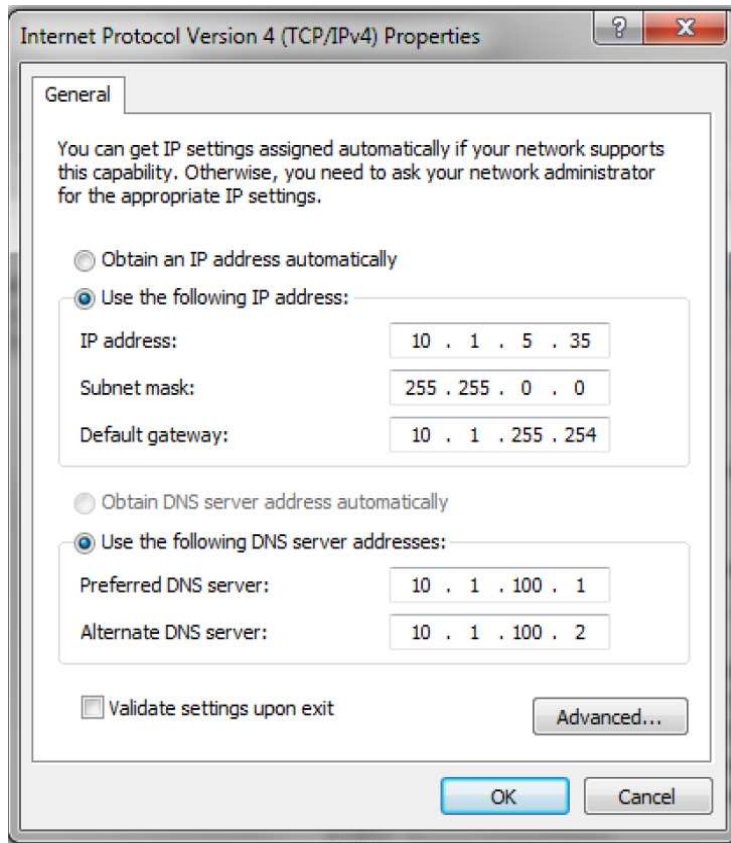 Internet Protocol Version 4 (TCP/IPv4) Properties
? X
General
You can get IP settings assigned automatically if your network supports
this capability. Otherwise, you need to ask your network administrator
for the appropriate IP settings.
Obtain an IP address automatically
Use the following IP address:
IP address: 10 . 1 . 5 . 35
Subnet mask: 255 . 255 . 0 . 0
Default gateway: 10 . 1 . 255 . 254
Obtain DNS server address automatically
Use the following DNS server addresses:
Preferred DNS server: 10 . 1 . 100 . 1
Alternate DNS server: 10 . 1 . 100 . 2
Validate settings upon exit
Advanced...
OK Cancel